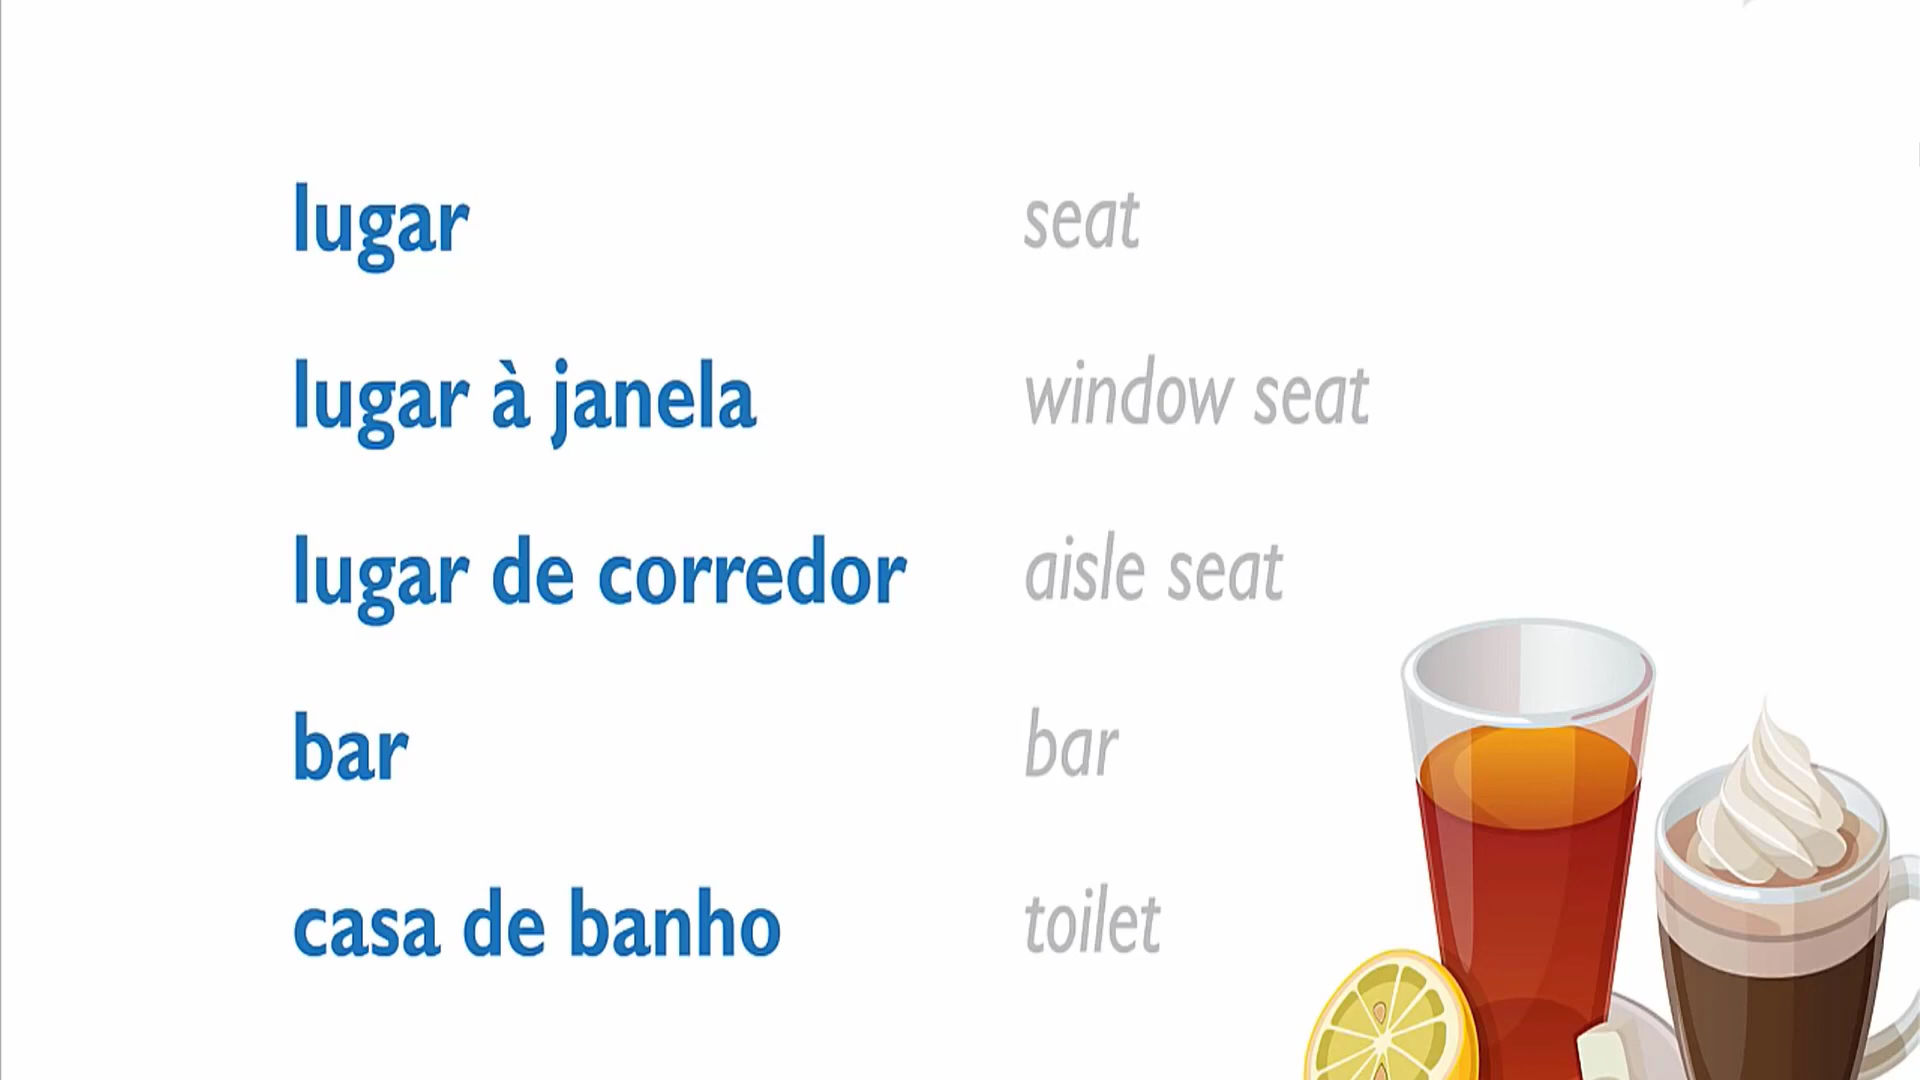 lugar seat
lugar à janela window seat
lugar de corredor aisle seat
bar bar
casa de banho toilet